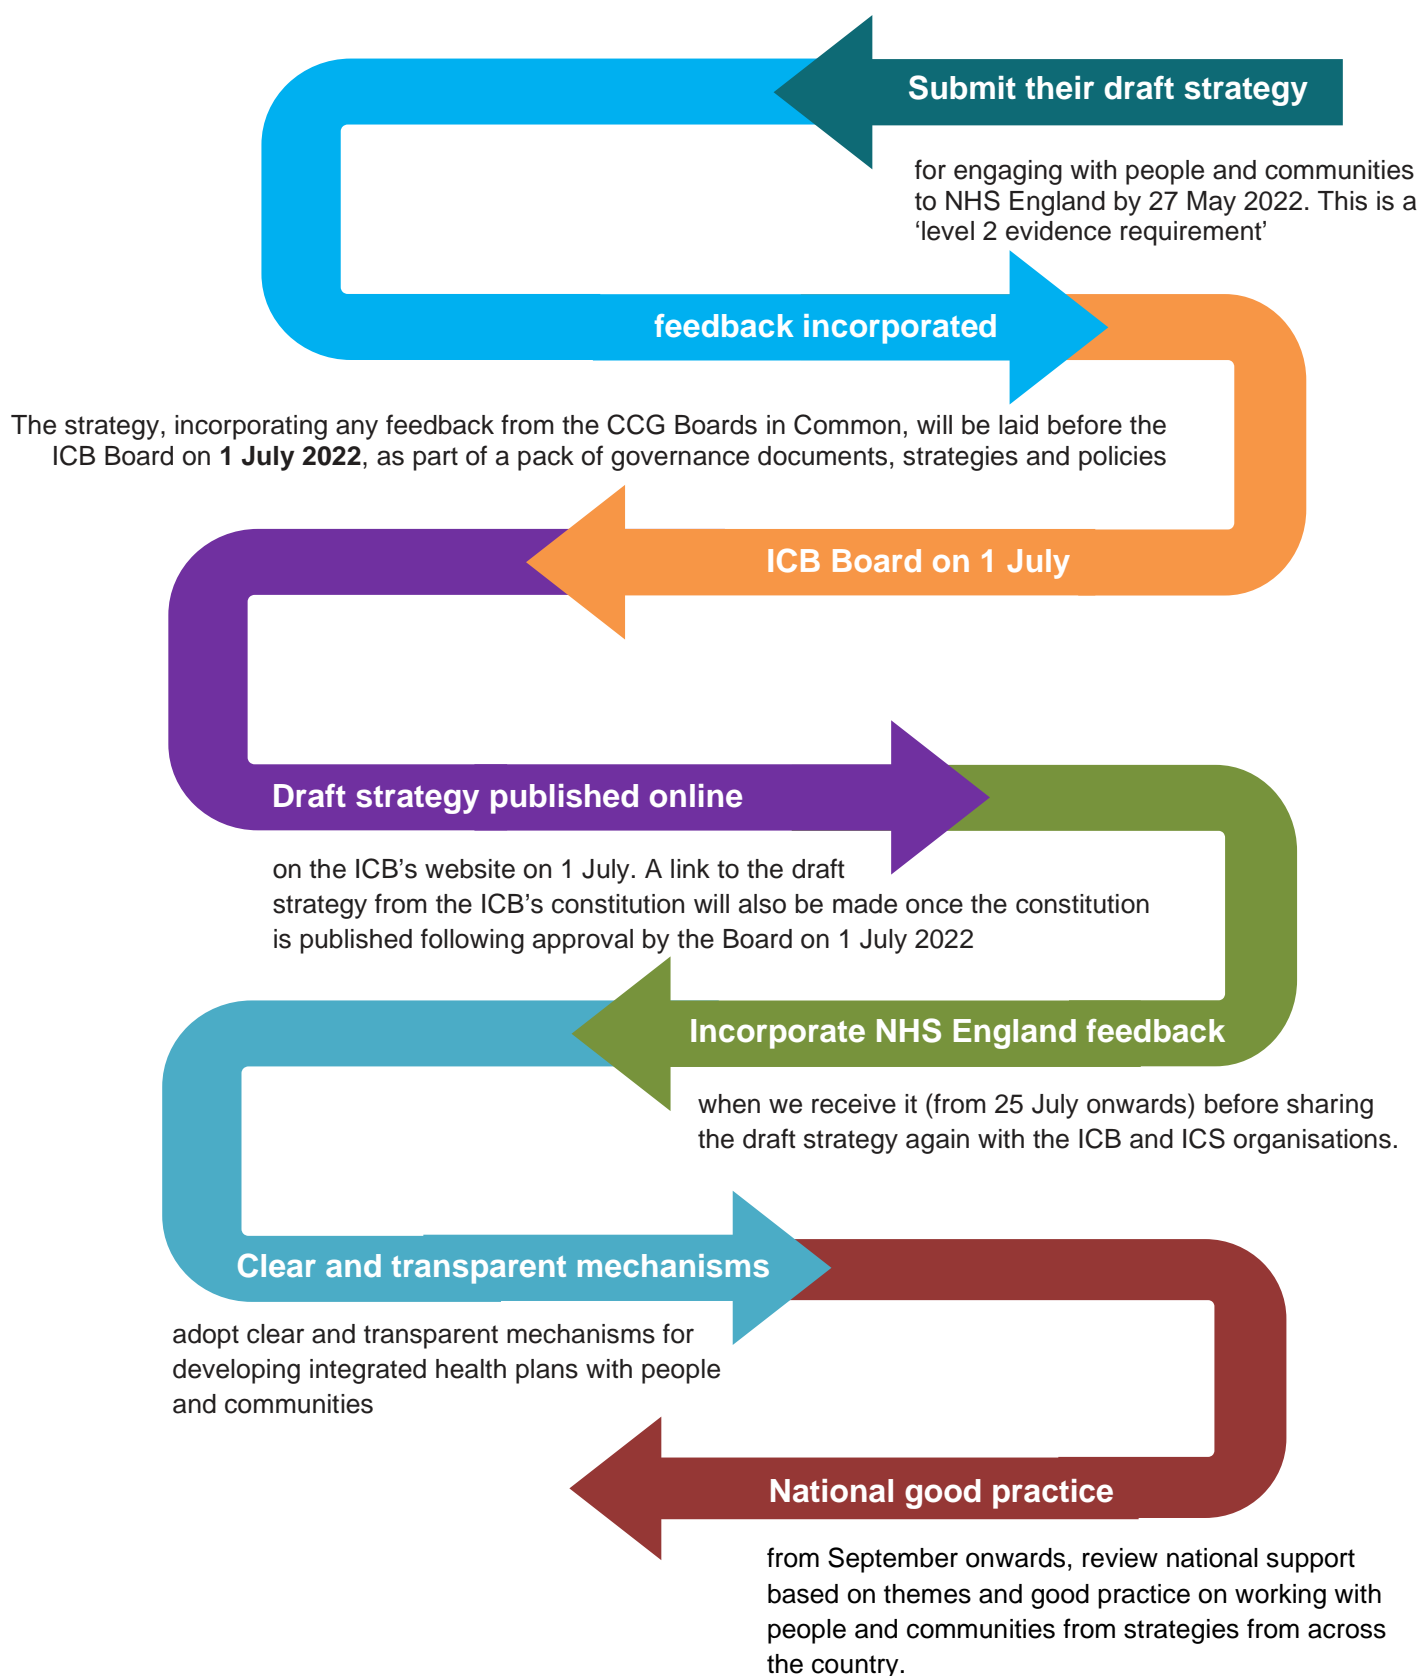 Submit their draft strategy
for engaging with people and communities
to NHS England by 27 May 2022. This is a
‘level 2 evidence requirement’
feedback incorporated
The strategy, incorporating any feedback from the CCG Boards in Common, will be laid before the
ICB Board on 1 July 2022, as part of a pack of governance documents, strategies and policies
ICB Board on 1 July
Draft strategy published online
on the ICB’s website on 1 July. A link to the draft
strategy from the ICB’s constitution will also be made once the constitution
is published following approval by the Board on 1 July 2022
Incorporate NHS England feedback
when we receive it (from 25 July onwards) before sharing
the draft strategy again with the ICB and ICS organisations.
Clear and transparent mechanisms
adopt clear and transparent mechanisms for
developing integrated health plans with people
and communities
National good practice
from September onwards, review national support
based on themes and good practice on working with
people and communities from strategies from across
the country.